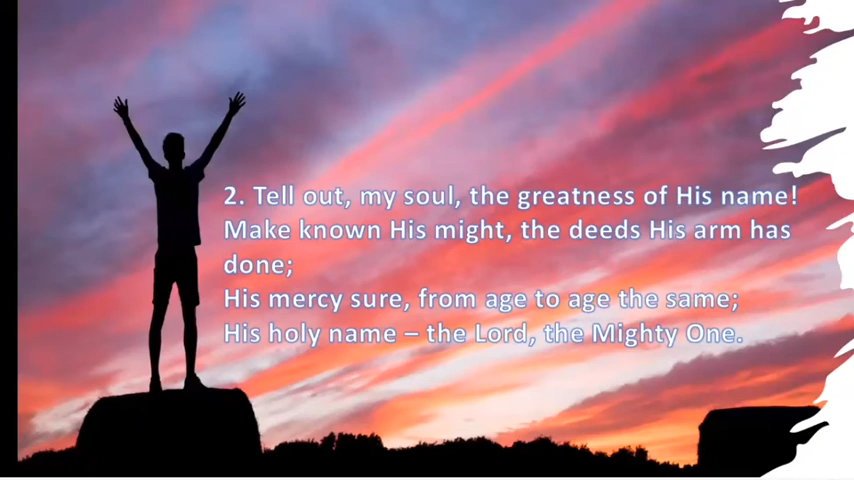 2. Tell out, my soul, the greatness of His name!
Make known His might, the deeds His arm has
done;
His mercy sure, from age to age the same;
His holy name – the Lord, the Mighty One.